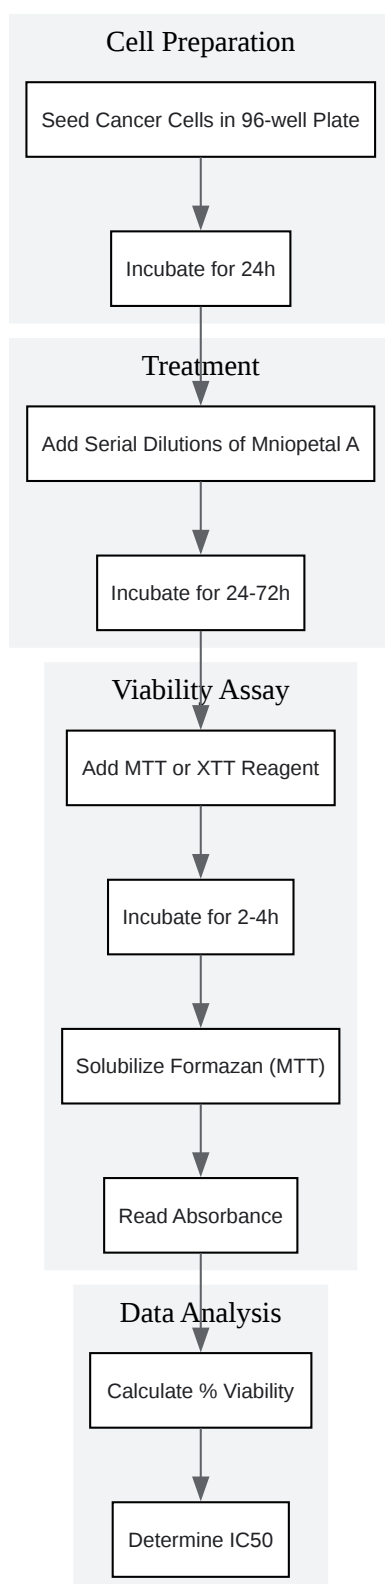 Cell Preparation
Seed Cancer Cells in 96-well Plate
Incubate for 24h
Treatment
Add Serial Dilutions of Mniopetal A
Incubate for 24-72h
Viability Assay
Add MTT or XTT Reagent
Incubate for 2-4h
Solubilize Formazan (MTT)
Read Absorbance
Data Analysis
Calculate % Viability
Determine IC50